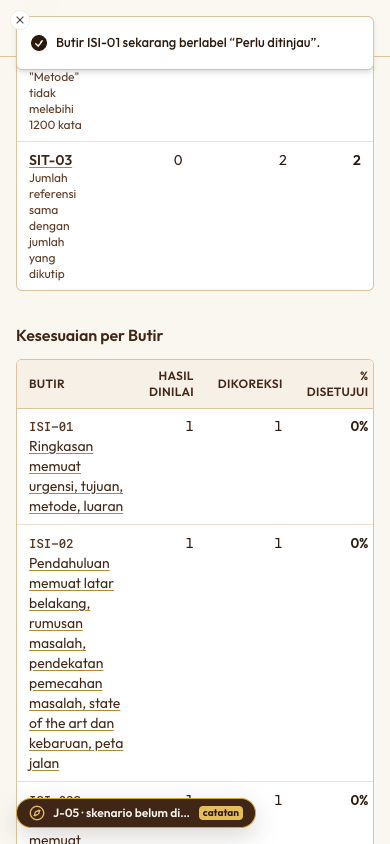 Butir ISI-01 sekarang berlabel “Perlu ditinjau”.
"Metode"
tidak
melebihi
1200 kata
SIT-03 0 2 2
Jumlah
referensi
sama
dengan
jumlah
yang
dikutip
Kesesuaian per Butir
BUTIR HASIL DINILAI DIKOREKSI % DISETUJUI
ISI-01 1 1 0%
Ringkasan
memuat
urgensi, tujuan,
metode, luaran
ISI-02 1 1 0%
Pendahuluan
memuat latar
belakang,
rumusan
masalah,
pendekatan
pemecahan
masalah, state
of the art dan
kebaruan, peta
jalan
1 0%
J-05 · skenario belum di... catatan
memuat